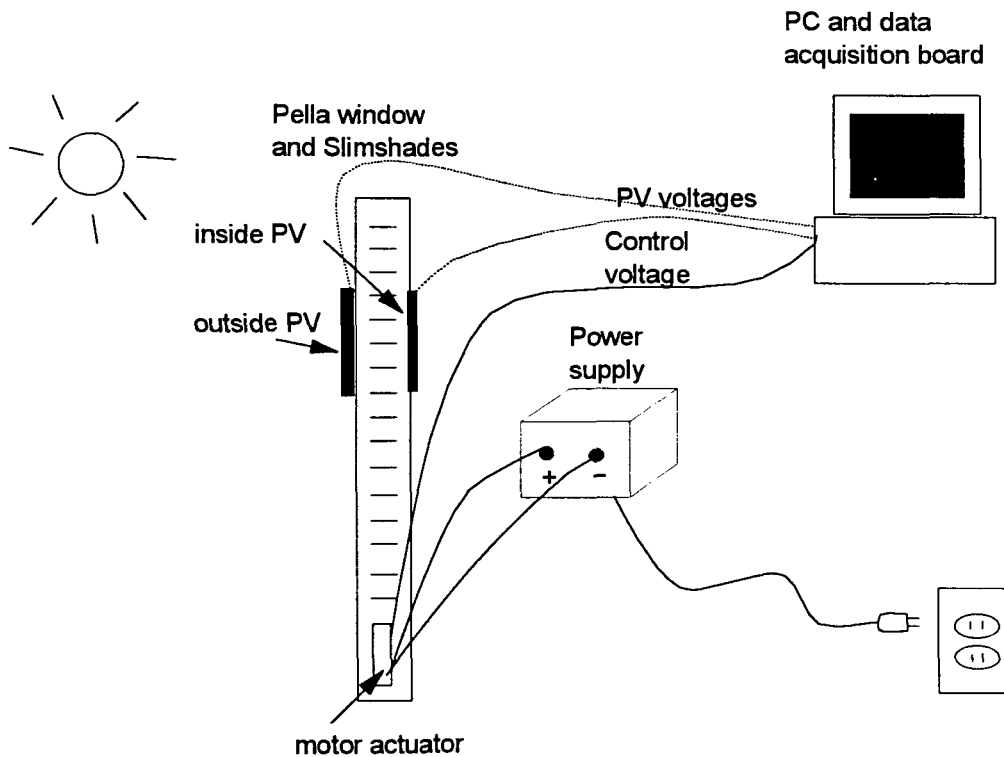 PC and data
acquisition board
Pella window
and Slimshades
PV voltages
inside PV
Control
voltage
outside PV
Power
supply
+ −
motor actuator